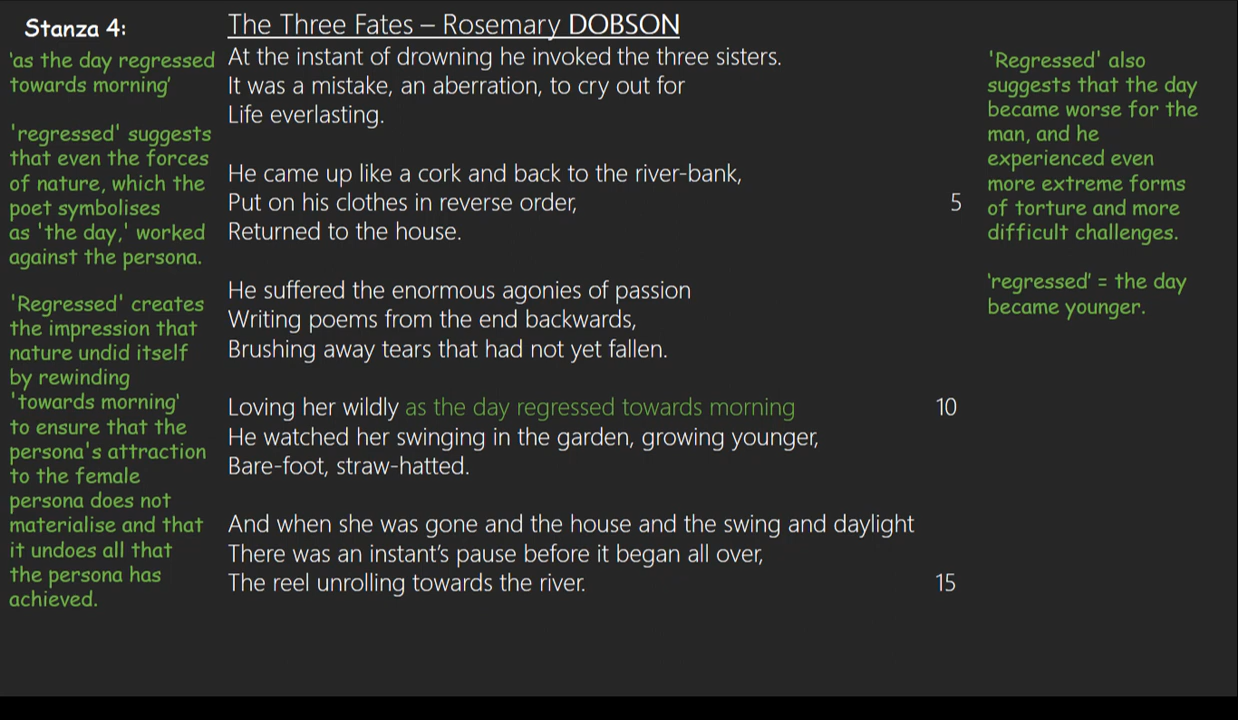 Stanza 4:
'as the day regressed
towards morning'
'regressed' suggests
that even the forces
of nature, which the
poet symbolises
as 'the day,' worked
against the persona.
'Regressed' creates
the impression that
nature undid itself
by rewinding
'towards morning'
to ensure that the
persona's attraction
to the female
persona does not
materialise and that
it undoes all that
the persona has
achieved.
The Three Fates – Rosemary DOBSON
At the instant of drowning he invoked the three sisters.
It was a mistake, an aberration, to cry out for
Life everlasting.
He came up like a cork and back to the river-bank,
Put on his clothes in reverse order, 5
Returned to the house.
He suffered the enormous agonies of passion
Writing poems from the end backwards,
Brushing away tears that had not yet fallen.
Loving her wildly as the day regressed towards morning 10
He watched her swinging in the garden, growing younger,
Bare-foot, straw-hatted.
And when she was gone and the house and the swing and daylight
There was an instant's pause before it began all over,
The reel unrolling towards the river. 15
'Regressed' also
suggests that the day
became worse for the
man, and he
experienced even
more extreme forms
of torture and more
difficult challenges.
'regressed' = the day
became younger.